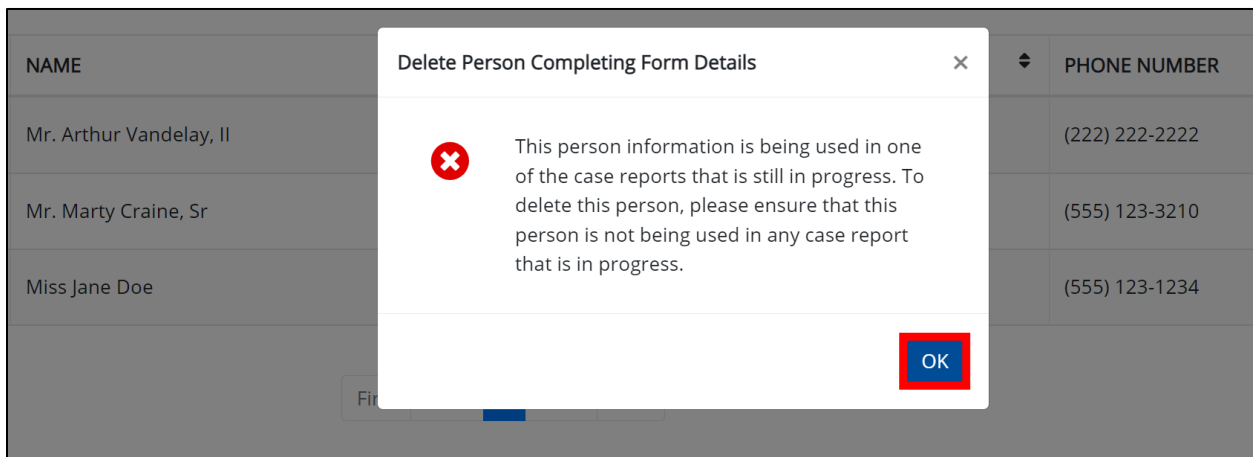 NAME
PHONE NUMBER
Mr. Arthur Vandelay, II
(222) 222-2222
Mr. Marty Craine, Sr
(555) 123-3210
Miss Jane Doe
(555) 123-1234
Delete Person Completing Form Details
This person information is being used in one
of the case reports that is still in progress. To
delete this person, please ensure that this
person is not being used in any case report
that is in progress.
OK